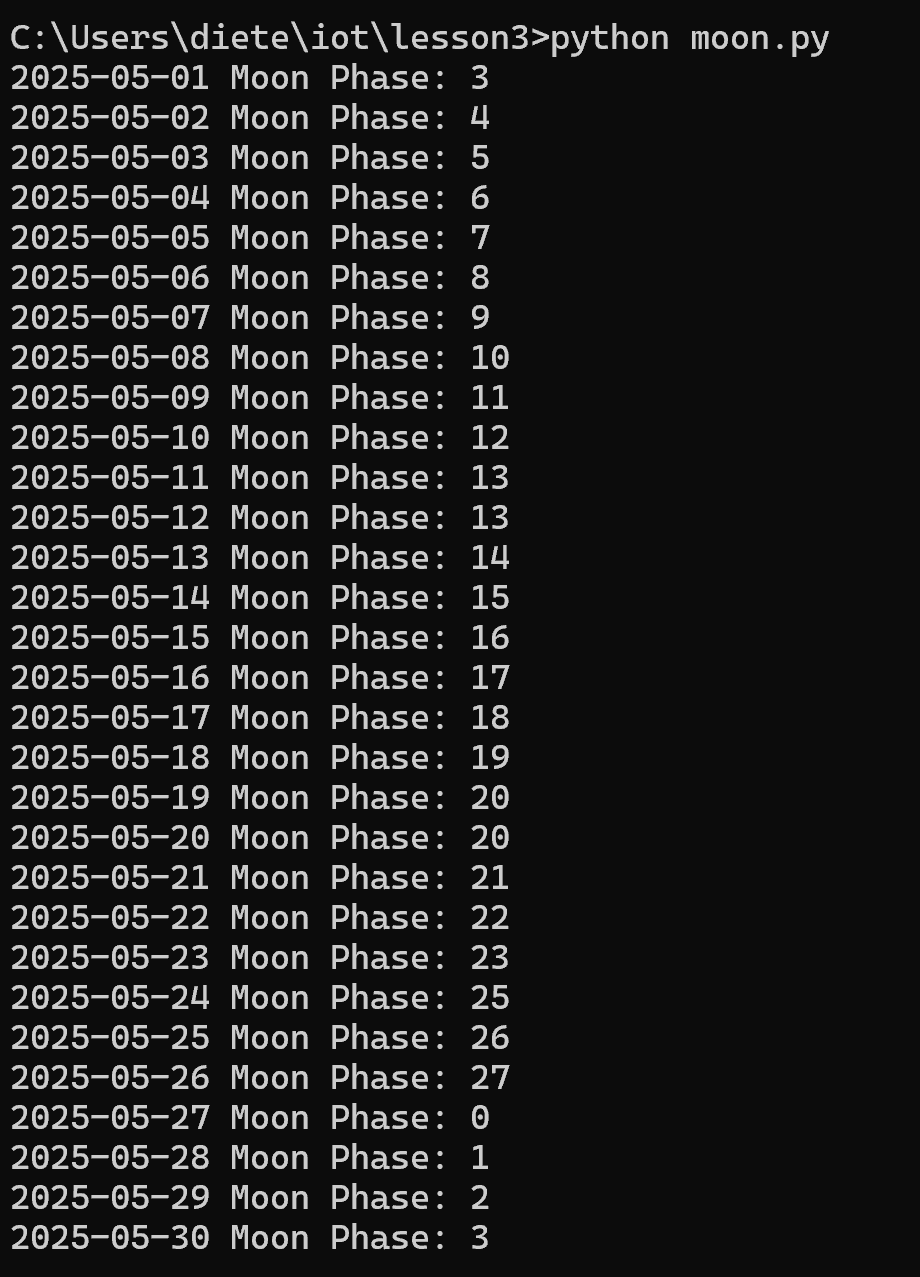 C:\Users\diete\iot\lesson3>python moon.py
2025-05-01 Moon Phase: 3
2025-05-02 Moon Phase: 4
2025-05-03 Moon Phase: 5
2025-05-04 Moon Phase: 6
2025-05-05 Moon Phase: 7
2025-05-06 Moon Phase: 8
2025-05-07 Moon Phase: 9
2025-05-08 Moon Phase: 10
2025-05-09 Moon Phase: 11
2025-05-10 Moon Phase: 12
2025-05-11 Moon Phase: 13
2025-05-12 Moon Phase: 13
2025-05-13 Moon Phase: 14
2025-05-14 Moon Phase: 15
2025-05-15 Moon Phase: 16
2025-05-16 Moon Phase: 17
2025-05-17 Moon Phase: 18
2025-05-18 Moon Phase: 19
2025-05-19 Moon Phase: 20
2025-05-20 Moon Phase: 20
2025-05-21 Moon Phase: 21
2025-05-22 Moon Phase: 22
2025-05-23 Moon Phase: 23
2025-05-24 Moon Phase: 25
2025-05-25 Moon Phase: 26
2025-05-26 Moon Phase: 27
2025-05-27 Moon Phase: 0
2025-05-28 Moon Phase: 1
2025-05-29 Moon Phase: 2
2025-05-30 Moon Phase: 3